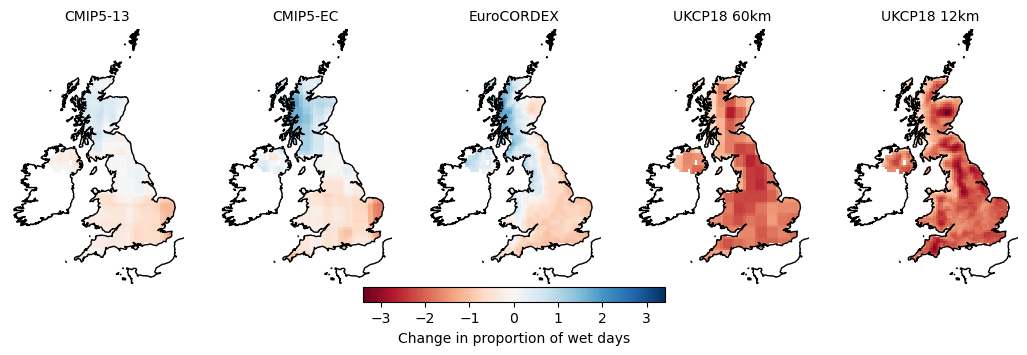 CMIP5-13 CMIP5-EC EuroCORDEX UKCP18 60km UKCP18 12km
−3 −2 −1 0 1 2 3
Change in proportion of wet days